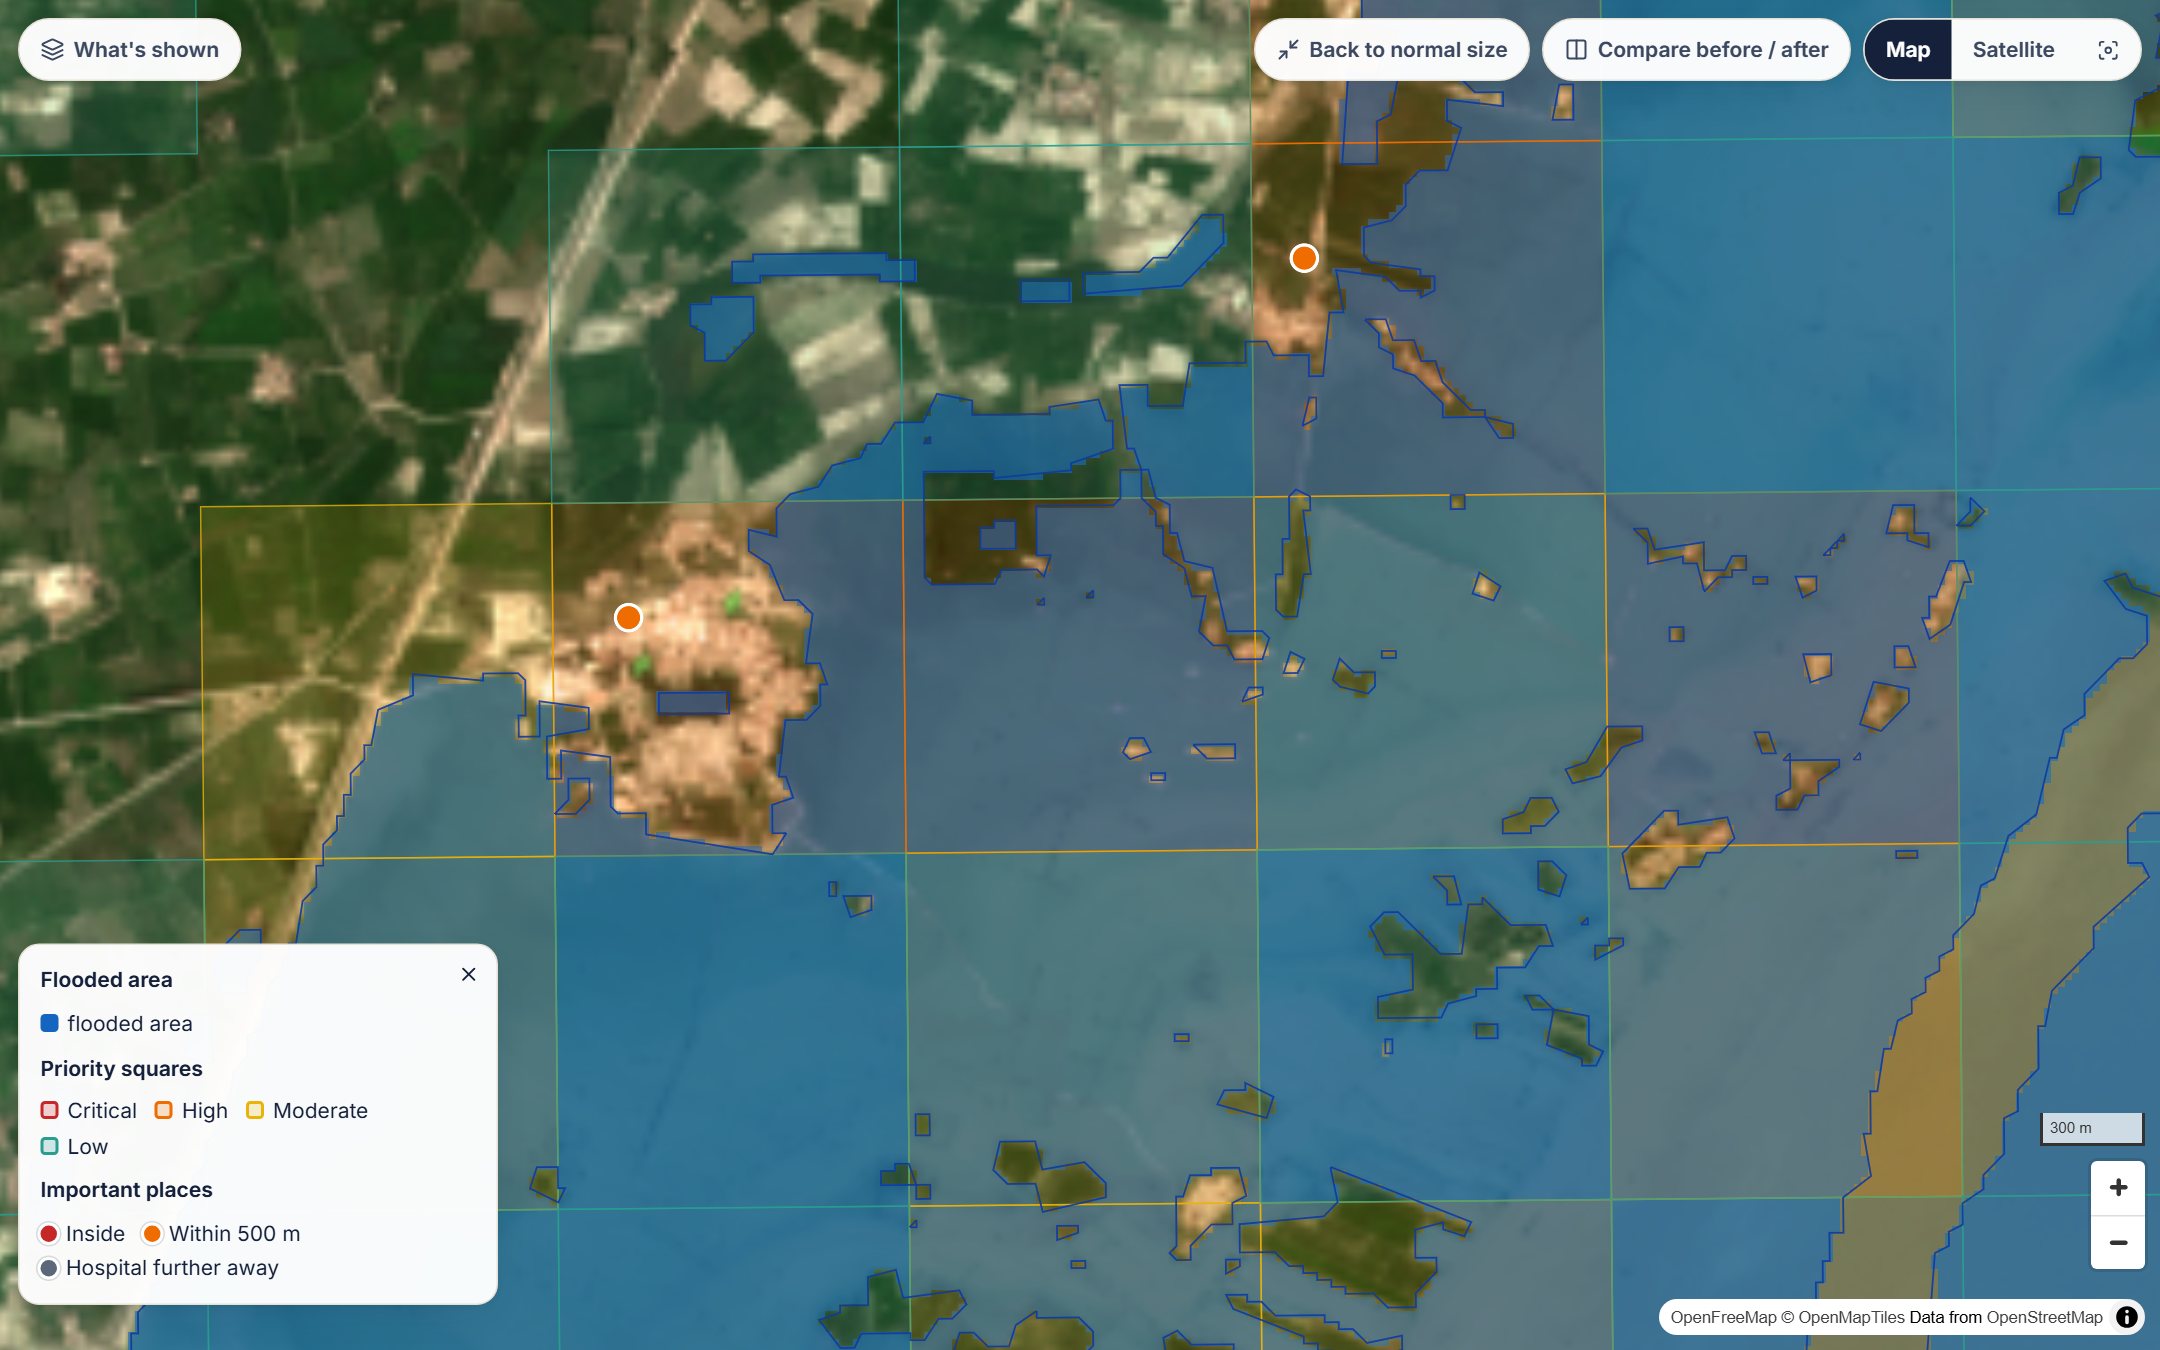 What's shown
Back to normal size
Compare before / after
Map
Satellite
Flooded area
flooded area
Priority squares
Critical
High
Moderate
Low
Important places
Inside
Within 500 m
Hospital further away
300 m
+
−
OpenFreeMap © OpenMapTiles Data from OpenStreetMap